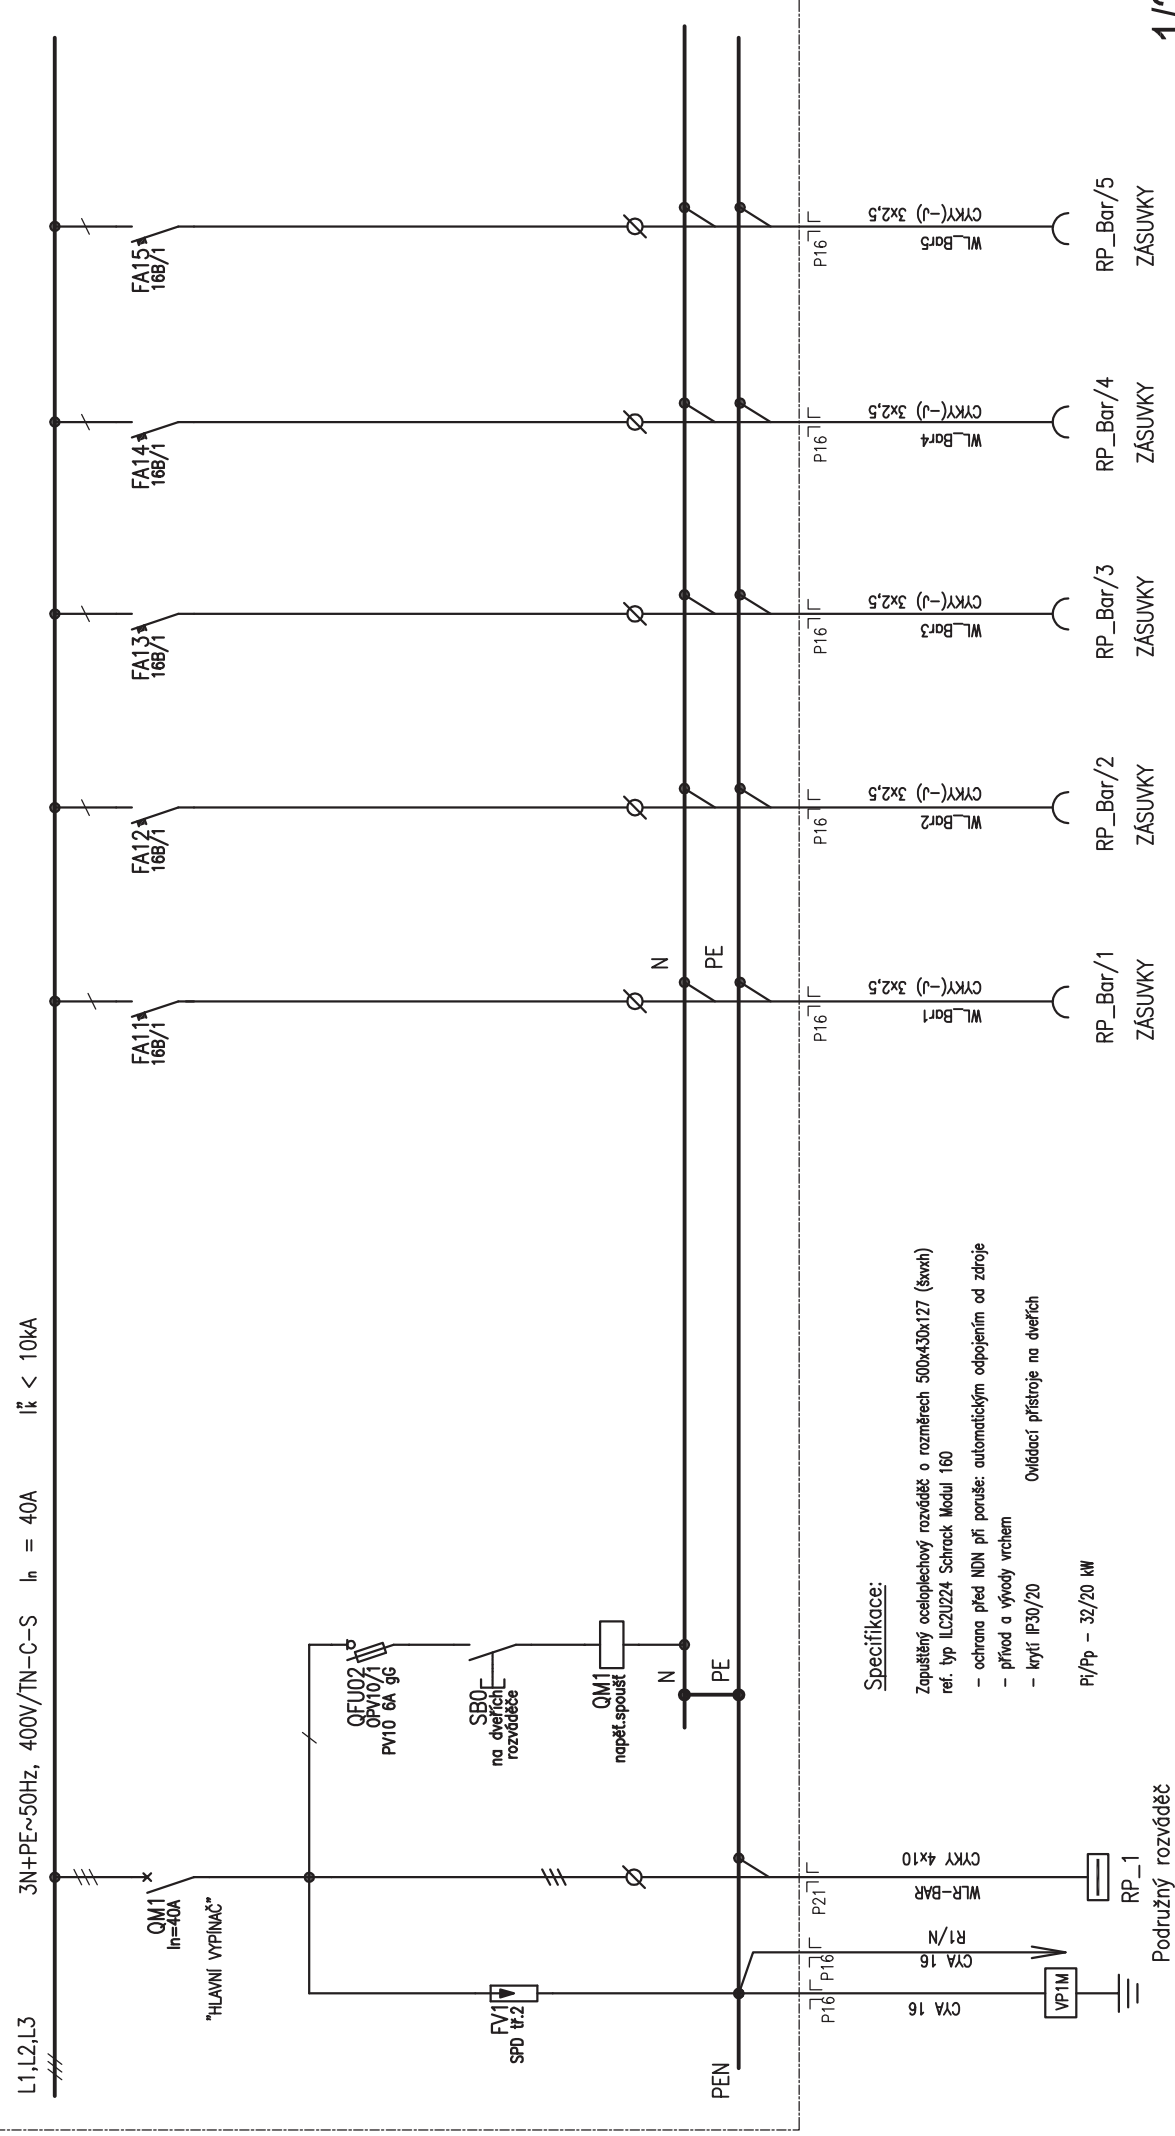 L1,L2,L3
3N+PE~50Hz, 400V/TN-C-S
In = 40A
Ik" < 10kA
QM1
In=40A
"HLAVNÍ VYPÍNAČ"
QFU02
OPV10/1
PV10 6A gG
SB0
na dveřích
rozváděče
QM1
napěť.spoušť
FV1
SPD tř.2
FA11
16B/1
FA12
16B/1
FA13
16B/1
FA14
16B/1
FA15
16B/1
N
PE
N
PE
PEN
P16
P16
P21
P16
P16
P16
P16
P16
CYA 16
CYA 16
R1/N
WLR-BAR
CYKY 4x10
WL_Bar1
CYKY(-J) 3x2,5
WL_Bar2
CYKY(-J) 3x2,5
WL_Bar3
CYKY(-J) 3x2,5
WL_Bar4
CYKY(-J) 3x2,5
WL_Bar5
CYKY(-J) 3x2,5
VP1M
RP_1
Podružný rozváděč
Specifikace:
Zapuštěný oceloplechový rozváděč o rozměrech 500x430x127 (šxvxh)
ref. typ ILC2U224 Schrack Modul 160
- ochrana před NDN při poruše: automatickým odpojením od zdroje
- přívod a vývody vrchem
- krytí IP30/20
Ovládací přístroje na dveřích
Pi/Pp - 32/20 kW
RP_Bar/1
ZÁSUVKY
RP_Bar/2
ZÁSUVKY
RP_Bar/3
ZÁSUVKY
RP_Bar/4
ZÁSUVKY
RP_Bar/5
ZÁSUVKY